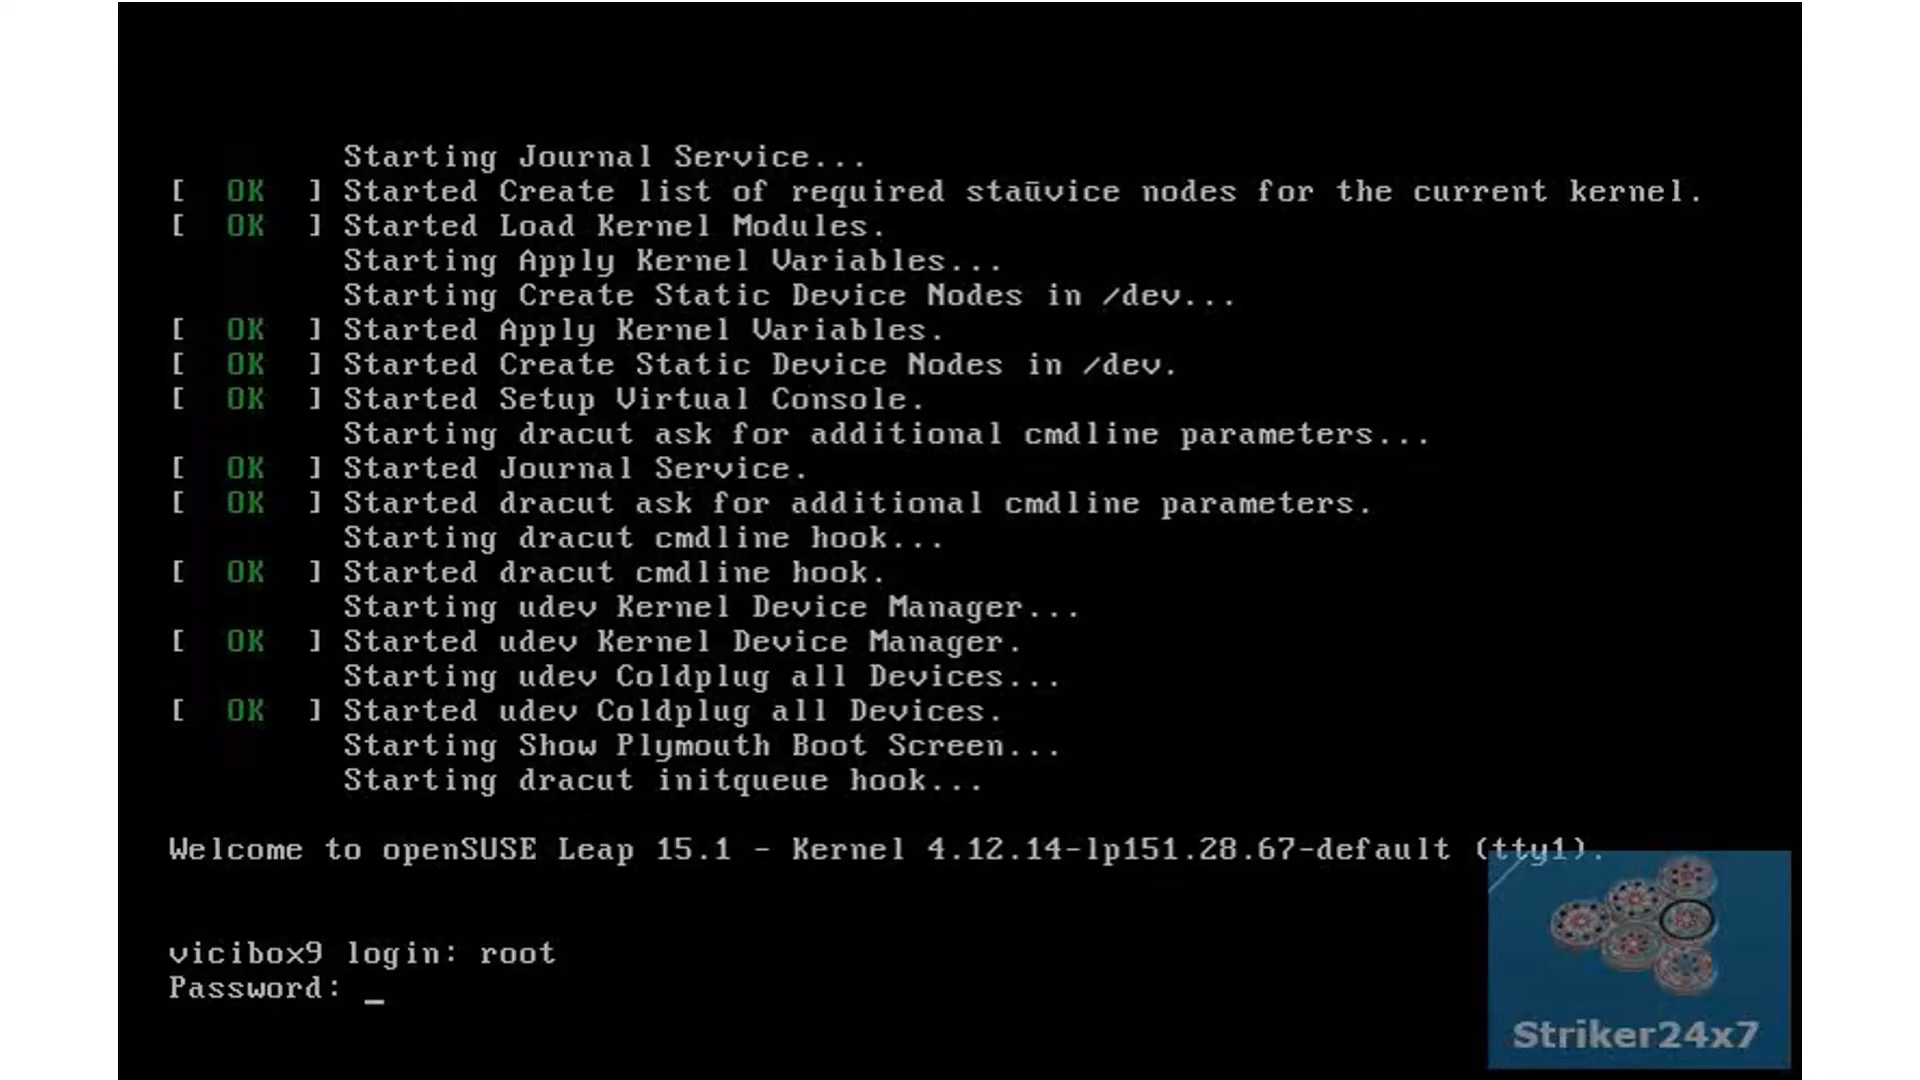 Starting Journal Service...
[ OK ] Started Create list of required staūvice nodes for the current kernel.
[ OK ] Started Load Kernel Modules.
Starting Apply Kernel Variables...
Starting Create Static Device Nodes in /dev...
[ OK ] Started Apply Kernel Variables.
[ OK ] Started Create Static Device Nodes in /dev.
[ OK ] Started Setup Virtual Console.
Starting dracut ask for additional cmdline parameters...
[ OK ] Started Journal Service.
[ OK ] Started dracut ask for additional cmdline parameters.
Starting dracut cmdline hook...
[ OK ] Started dracut cmdline hook.
Starting udev Kernel Device Manager...
[ OK ] Started udev Kernel Device Manager.
Starting udev Coldplug all Devices...
[ OK ] Started udev Coldplug all Devices.
Starting Show Plymouth Boot Screen...
Starting dracut initqueue hook...
Welcome to openSUSE Leap 15.1 - Kernel 4.12.14-lp151.28.67-default (tty1).
vicibox9 login: root
Password: _
Striker24x7